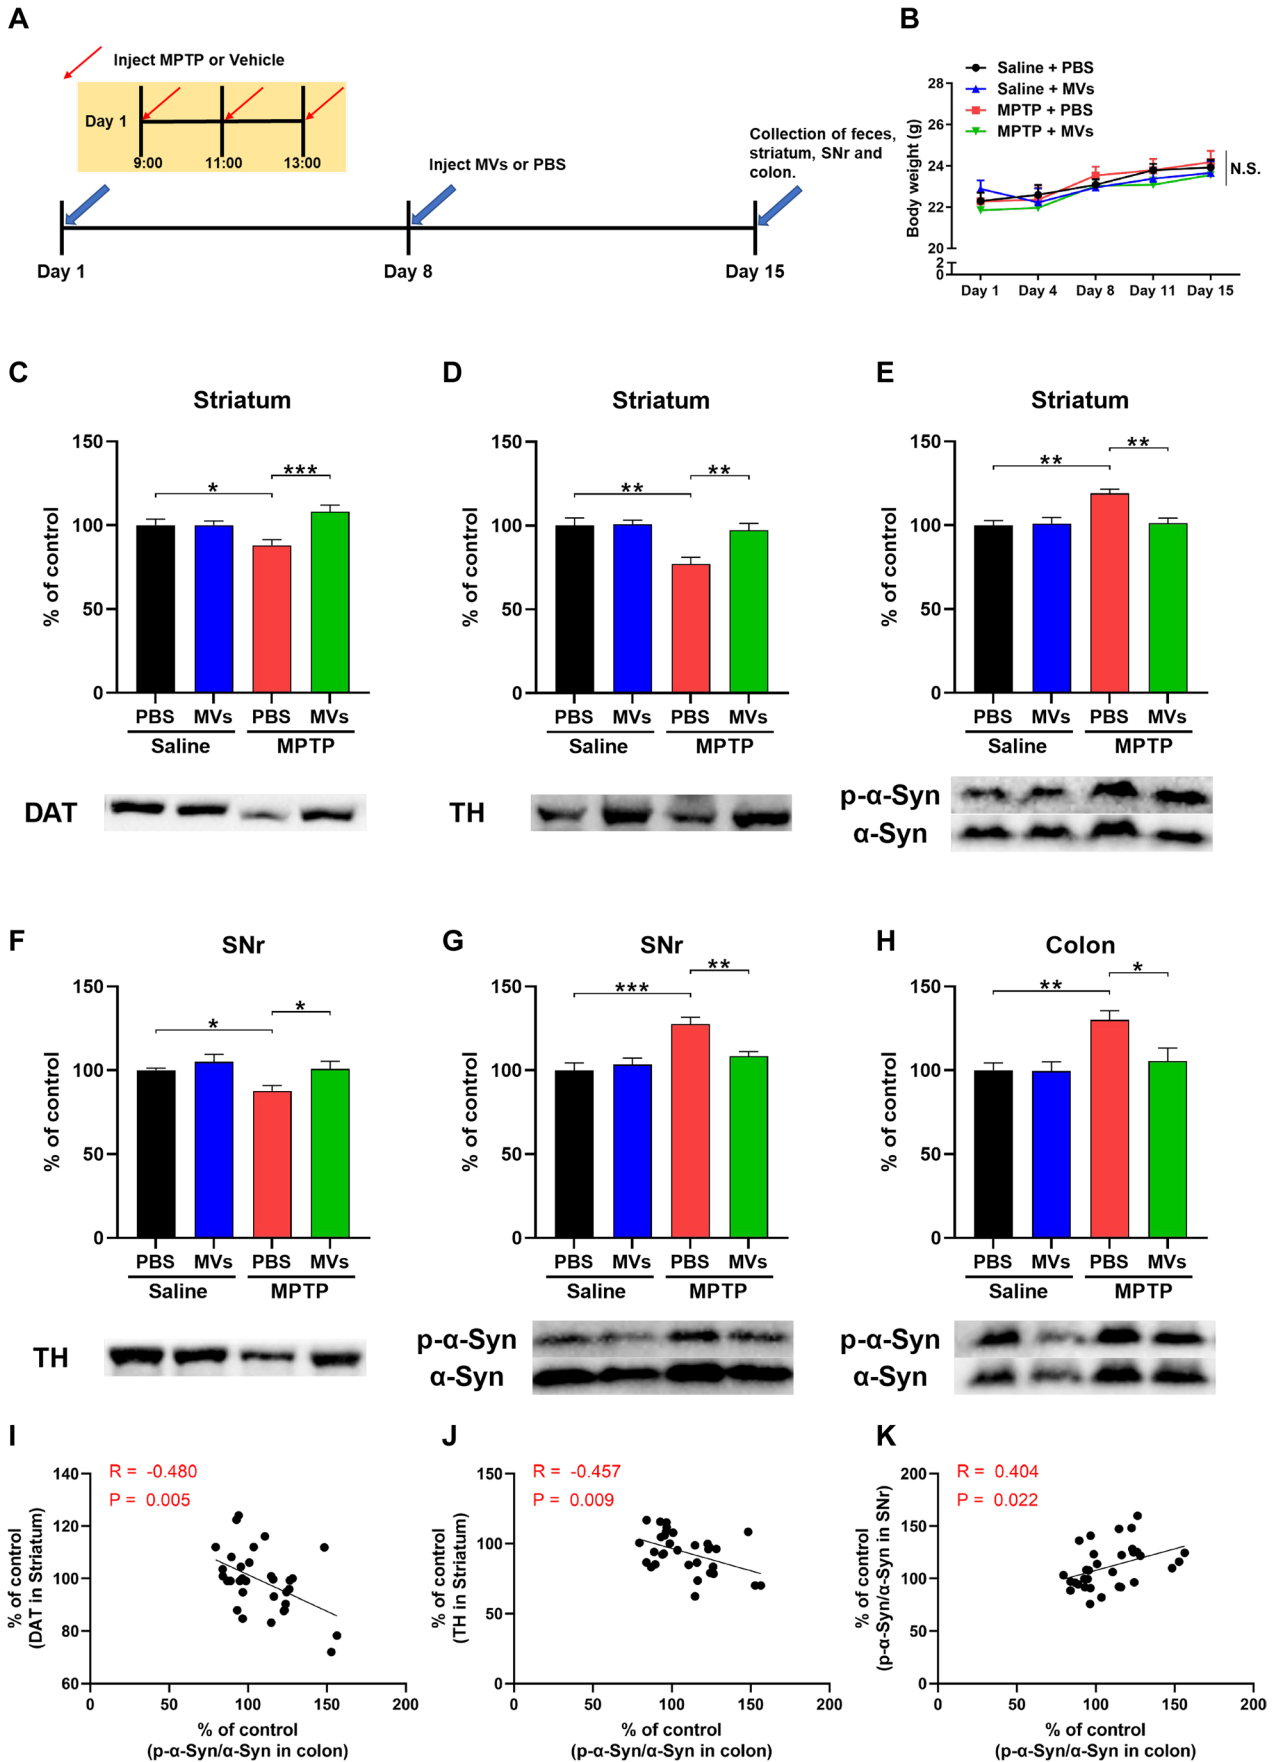 A
Inject MPTP or Vehicle
Day 1
9:00 11:00 13:00
Inject MVs or PBS
Collection of feces,
striatum, SNr and
colon.
Day 1 Day 8 Day 15
B
Saline + PBS
Saline + MVs
MPTP + PBS
MPTP + MVs
Body weight (g)
28
26
24
22
20
2
0
N.S.
Day 1 Day 4 Day 8 Day 11 Day 15
C
Striatum
% of control
150
100
50
0
*
***
PBS MVs PBS MVs
Saline MPTP
DAT
D
Striatum
% of control
150
100
50
0
**
**
PBS MVs PBS MVs
Saline MPTP
TH
E
Striatum
% of control
150
100
50
0
**
**
PBS MVs PBS MVs
Saline MPTP
p-α-Syn
α-Syn
F
SNr
% of control
150
100
50
0
*
*
PBS MVs PBS MVs
Saline MPTP
TH
G
SNr
% of control
150
100
50
0
***
**
PBS MVs PBS MVs
Saline MPTP
p-α-Syn
α-Syn
H
Colon
% of control
150
100
50
0
**
*
PBS MVs PBS MVs
Saline MPTP
p-α-Syn
α-Syn
I
R = -0.480
P = 0.005
% of control
(DAT in Striatum)
140
120
100
80
60
0 50 100 150 200
% of control
(p-α-Syn/α-Syn in colon)
J
R = -0.457
P = 0.009
% of control
(TH in Striatum)
150
100
50
0
0 50 100 150 200
% of control
(p-α-Syn/α-Syn in colon)
K
R = 0.404
P = 0.022
% of control
(p-α-Syn/α-Syn in SNr)
200
150
100
50
0
0 50 100 150 200
% of control
(p-α-Syn/α-Syn in colon)